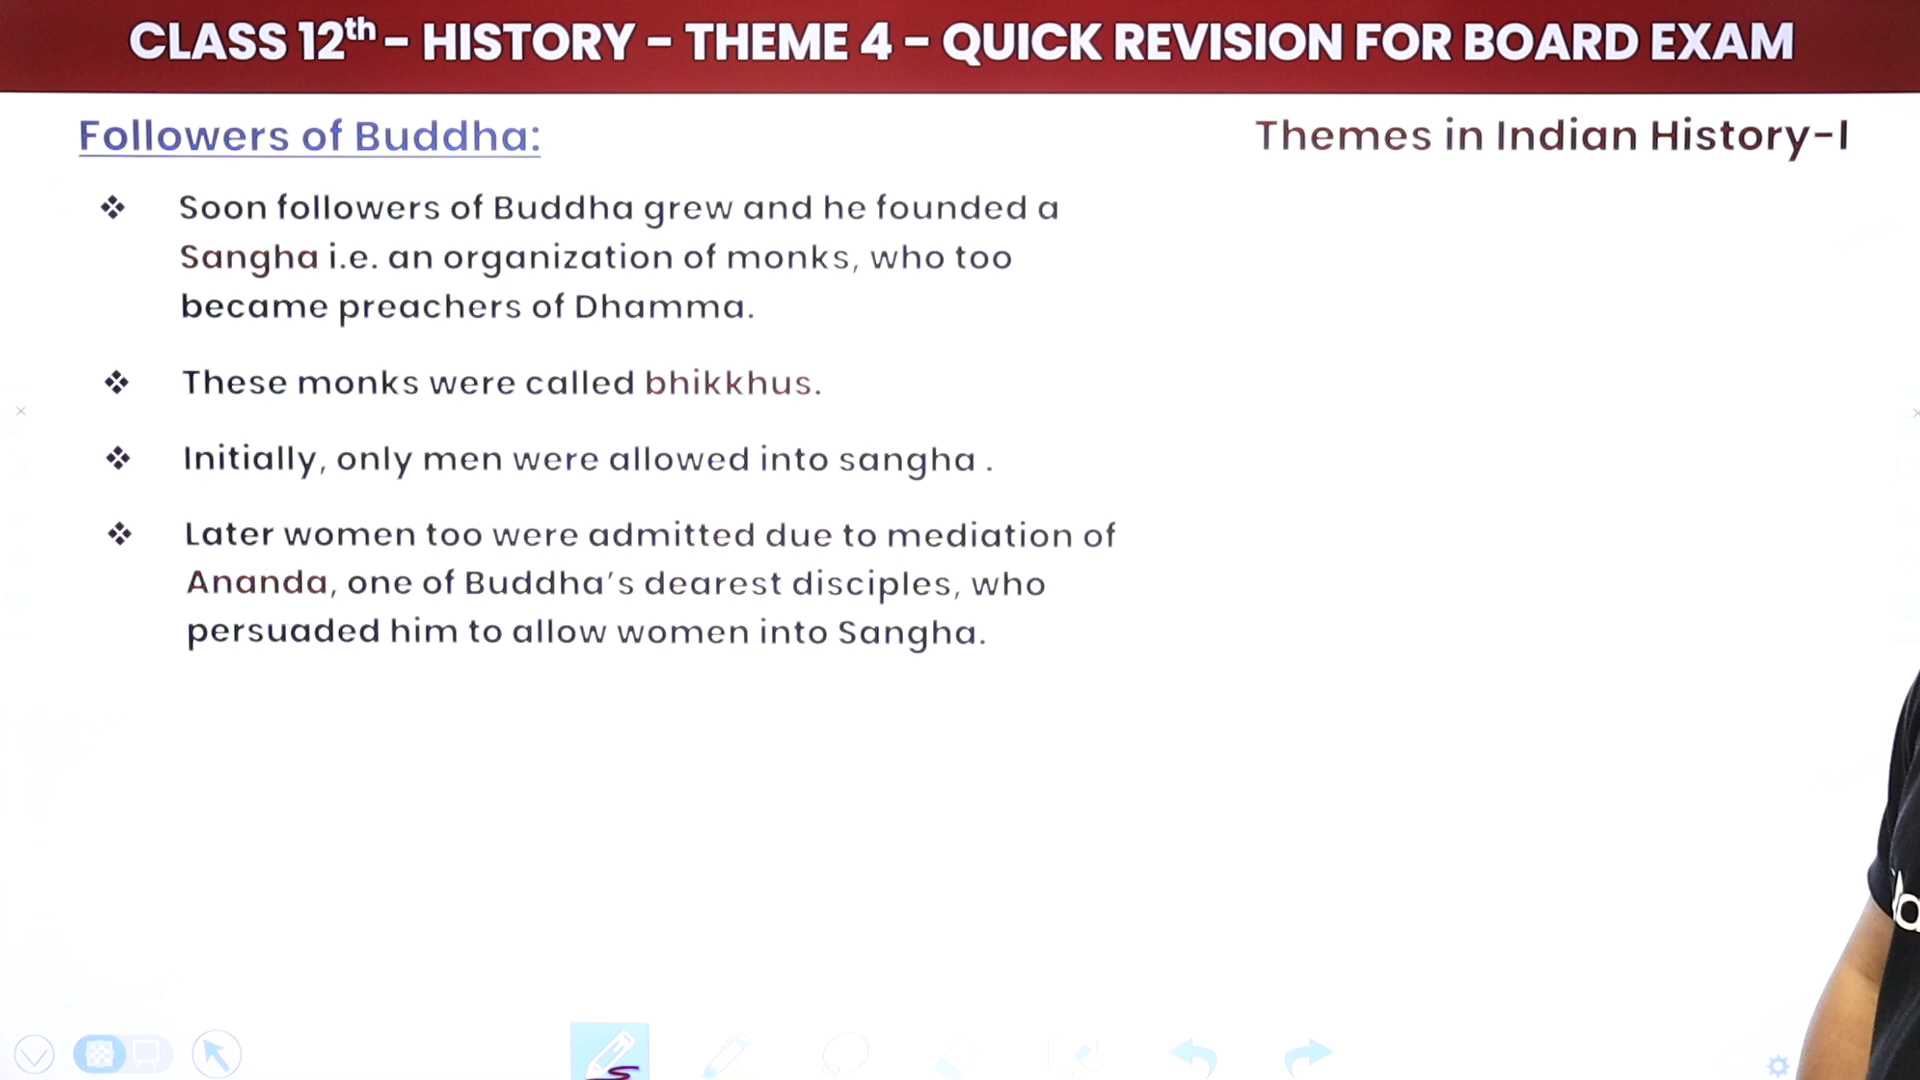 CLASS 12th - HISTORY - THEME 4 - QUICK REVISION FOR BOARD EXAM
Followers of Buddha:
Themes in Indian History-I
❖ Soon followers of Buddha grew and he founded a
Sangha i.e. an organization of monks, who too
became preachers of Dhamma.
❖ These monks were called bhikkhus.
❖ Initially, only men were allowed into sangha .
❖ Later women too were admitted due to mediation of
Ananda, one of Buddha's dearest disciples, who
persuaded him to allow women into Sangha.